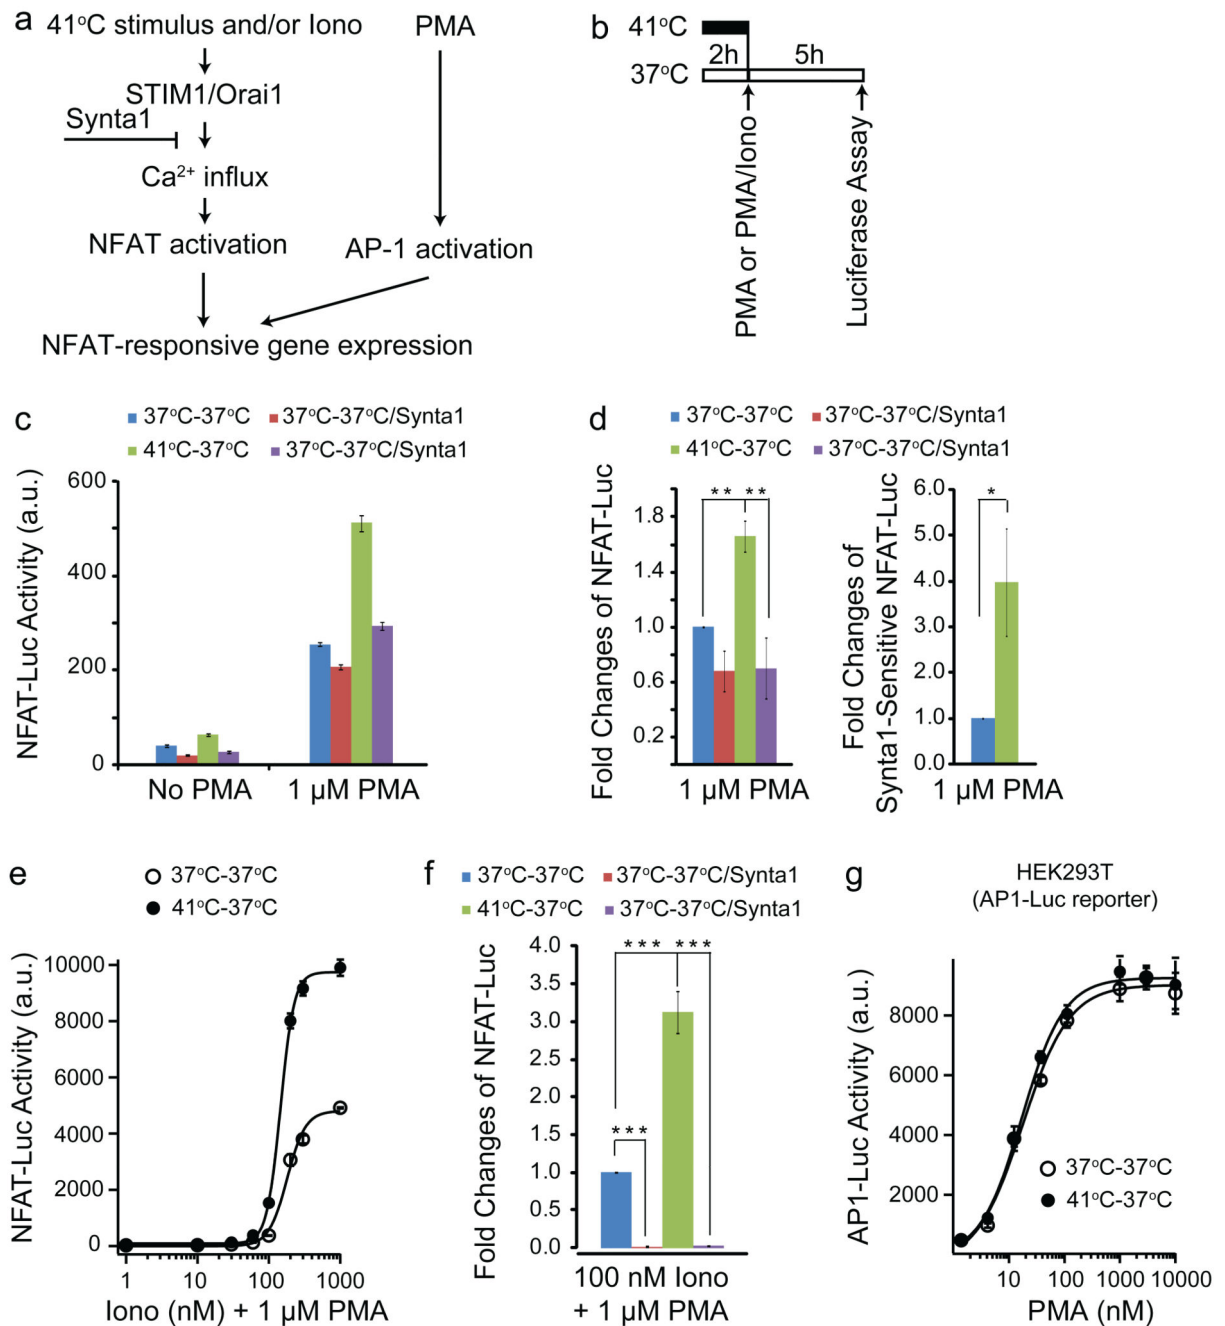 a
41°C stimulus and/or Iono
PMA
STIM1/Orai1
Synta1
Ca²⁺ influx
NFAT activation
AP-1 activation
NFAT-responsive gene expression
b
41°C
2h
5h
37°C
PMA or PMA/Iono
Luciferase Assay
c
37°C-37°C
37°C-37°C/Synta1
41°C-37°C
37°C-37°C/Synta1
NFAT-Luc Activity (a.u.)
600
400
200
0
No PMA
1 µM PMA
d
37°C-37°C
37°C-37°C/Synta1
41°C-37°C
37°C-37°C/Synta1
Fold Changes of NFAT-Luc
1.8
1.4
1.0
0.6
0.2
** **
1 µM PMA
Fold Changes of
Synta1-Sensitive NFAT-Luc
6.0
5.0
4.0
3.0
2.0
1.0
0.0
*
1 µM PMA
e
37°C-37°C
41°C-37°C
NFAT-Luc Activity (a.u.)
10000
8000
6000
4000
2000
0
1 10 100 1000
Iono (nM) + 1 µM PMA
f
37°C-37°C
37°C-37°C/Synta1
41°C-37°C
37°C-37°C/Synta1
Fold Changes of NFAT-Luc
4.0
3.5
3.0
2.5
2.0
1.5
1.0
0.5
0.0
*** ***
***
100 nM Iono
+ 1 µM PMA
g
HEK293T
(AP1-Luc reporter)
AP1-Luc Activity (a.u.)
8000
6000
4000
2000
37°C-37°C
41°C-37°C
10 100 1000 10000
PMA (nM)